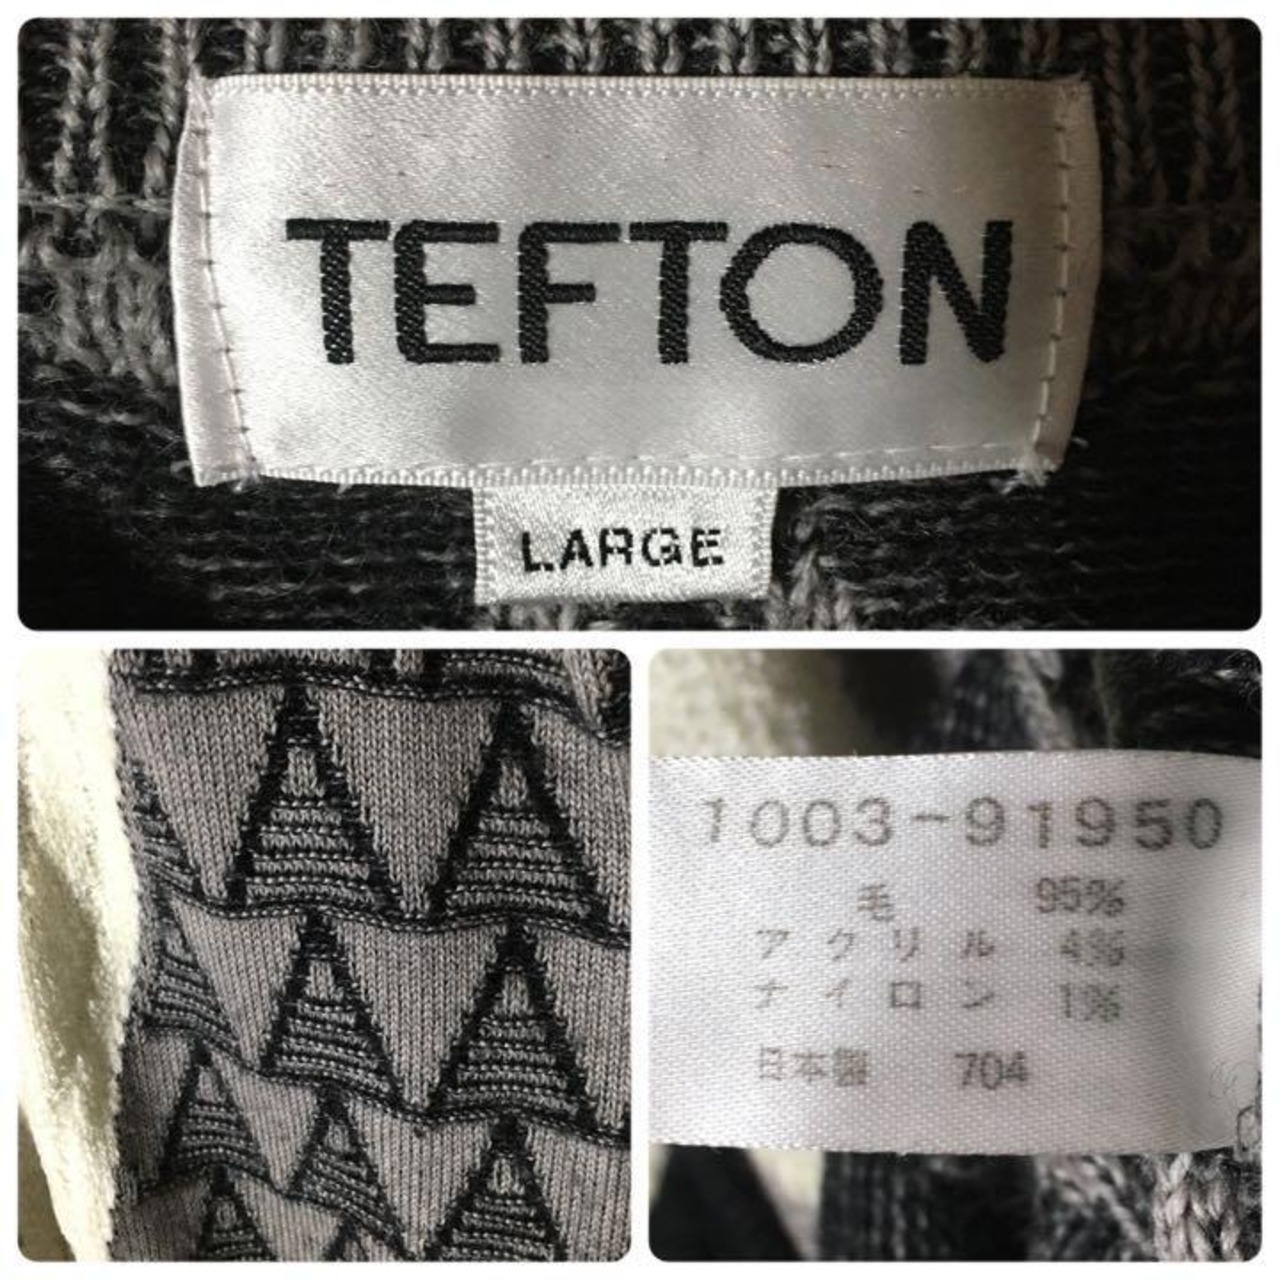 TEFTON
LARGE
1003-91950
毛 95%
アクリル 4%
ナイロン 1%
日本製 704